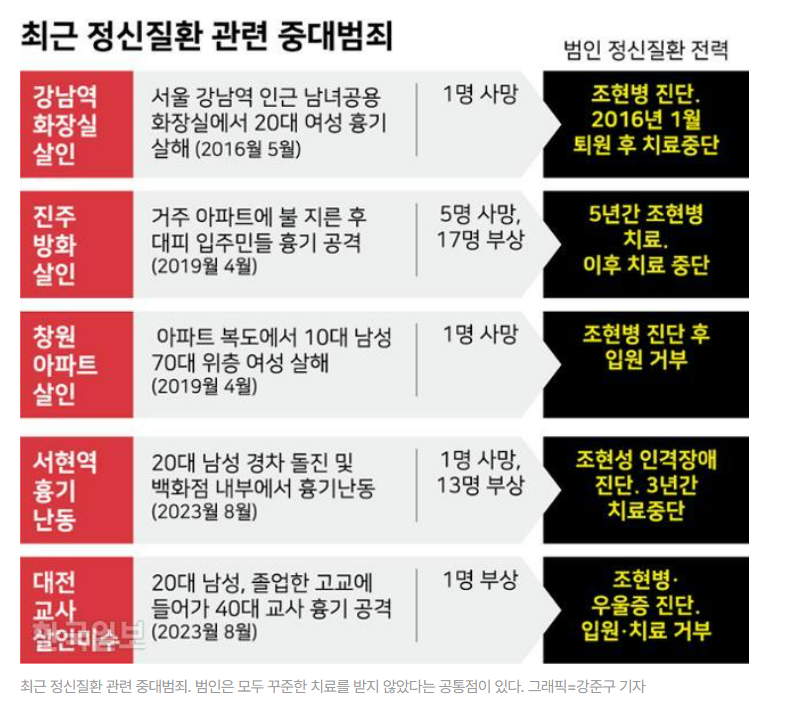 최근 정신질환 관련 중대범죄
범인 정신질환 전력
강남역
화장실
살인
서울 강남역 인근 남녀공용
화장실에서 20대 여성 흉기
살해 (2016월 5월)
1명 사망
조현병 진단.
2016년 1월
퇴원 후 치료중단
진주
방화
살인
거주 아파트에 불 지른 후
대피 입주민들 흉기 공격
(2019월 4월)
5명 사망,
17명 부상
5년간 조현병
치료.
이후 치료 중단
창원
아파트
살인
아파트 복도에서 10대 남성
70대 위층 여성 살해
(2019월 4월)
1명 사망
조현병 진단 후
입원 거부
서현역
흉기
난동
20대 남성 경차 돌진 및
백화점 내부에서 흉기난동
(2023월 8월)
1명 사망,
13명 부상
조현성 인격장애
진단. 3년간
치료중단
대전
교사
살인미수
한국일보
20대 남성, 졸업한 고교에
들어가 40대 교사 흉기 공격
(2023월 8월)
1명 부상
조현병·
우울증 진단.
입원·치료 거부
최근 정신질환 관련 중대범죄. 범인은 모두 꾸준한 치료를 받지 않았다는 공통점이 있다. 그래픽=강준구 기자